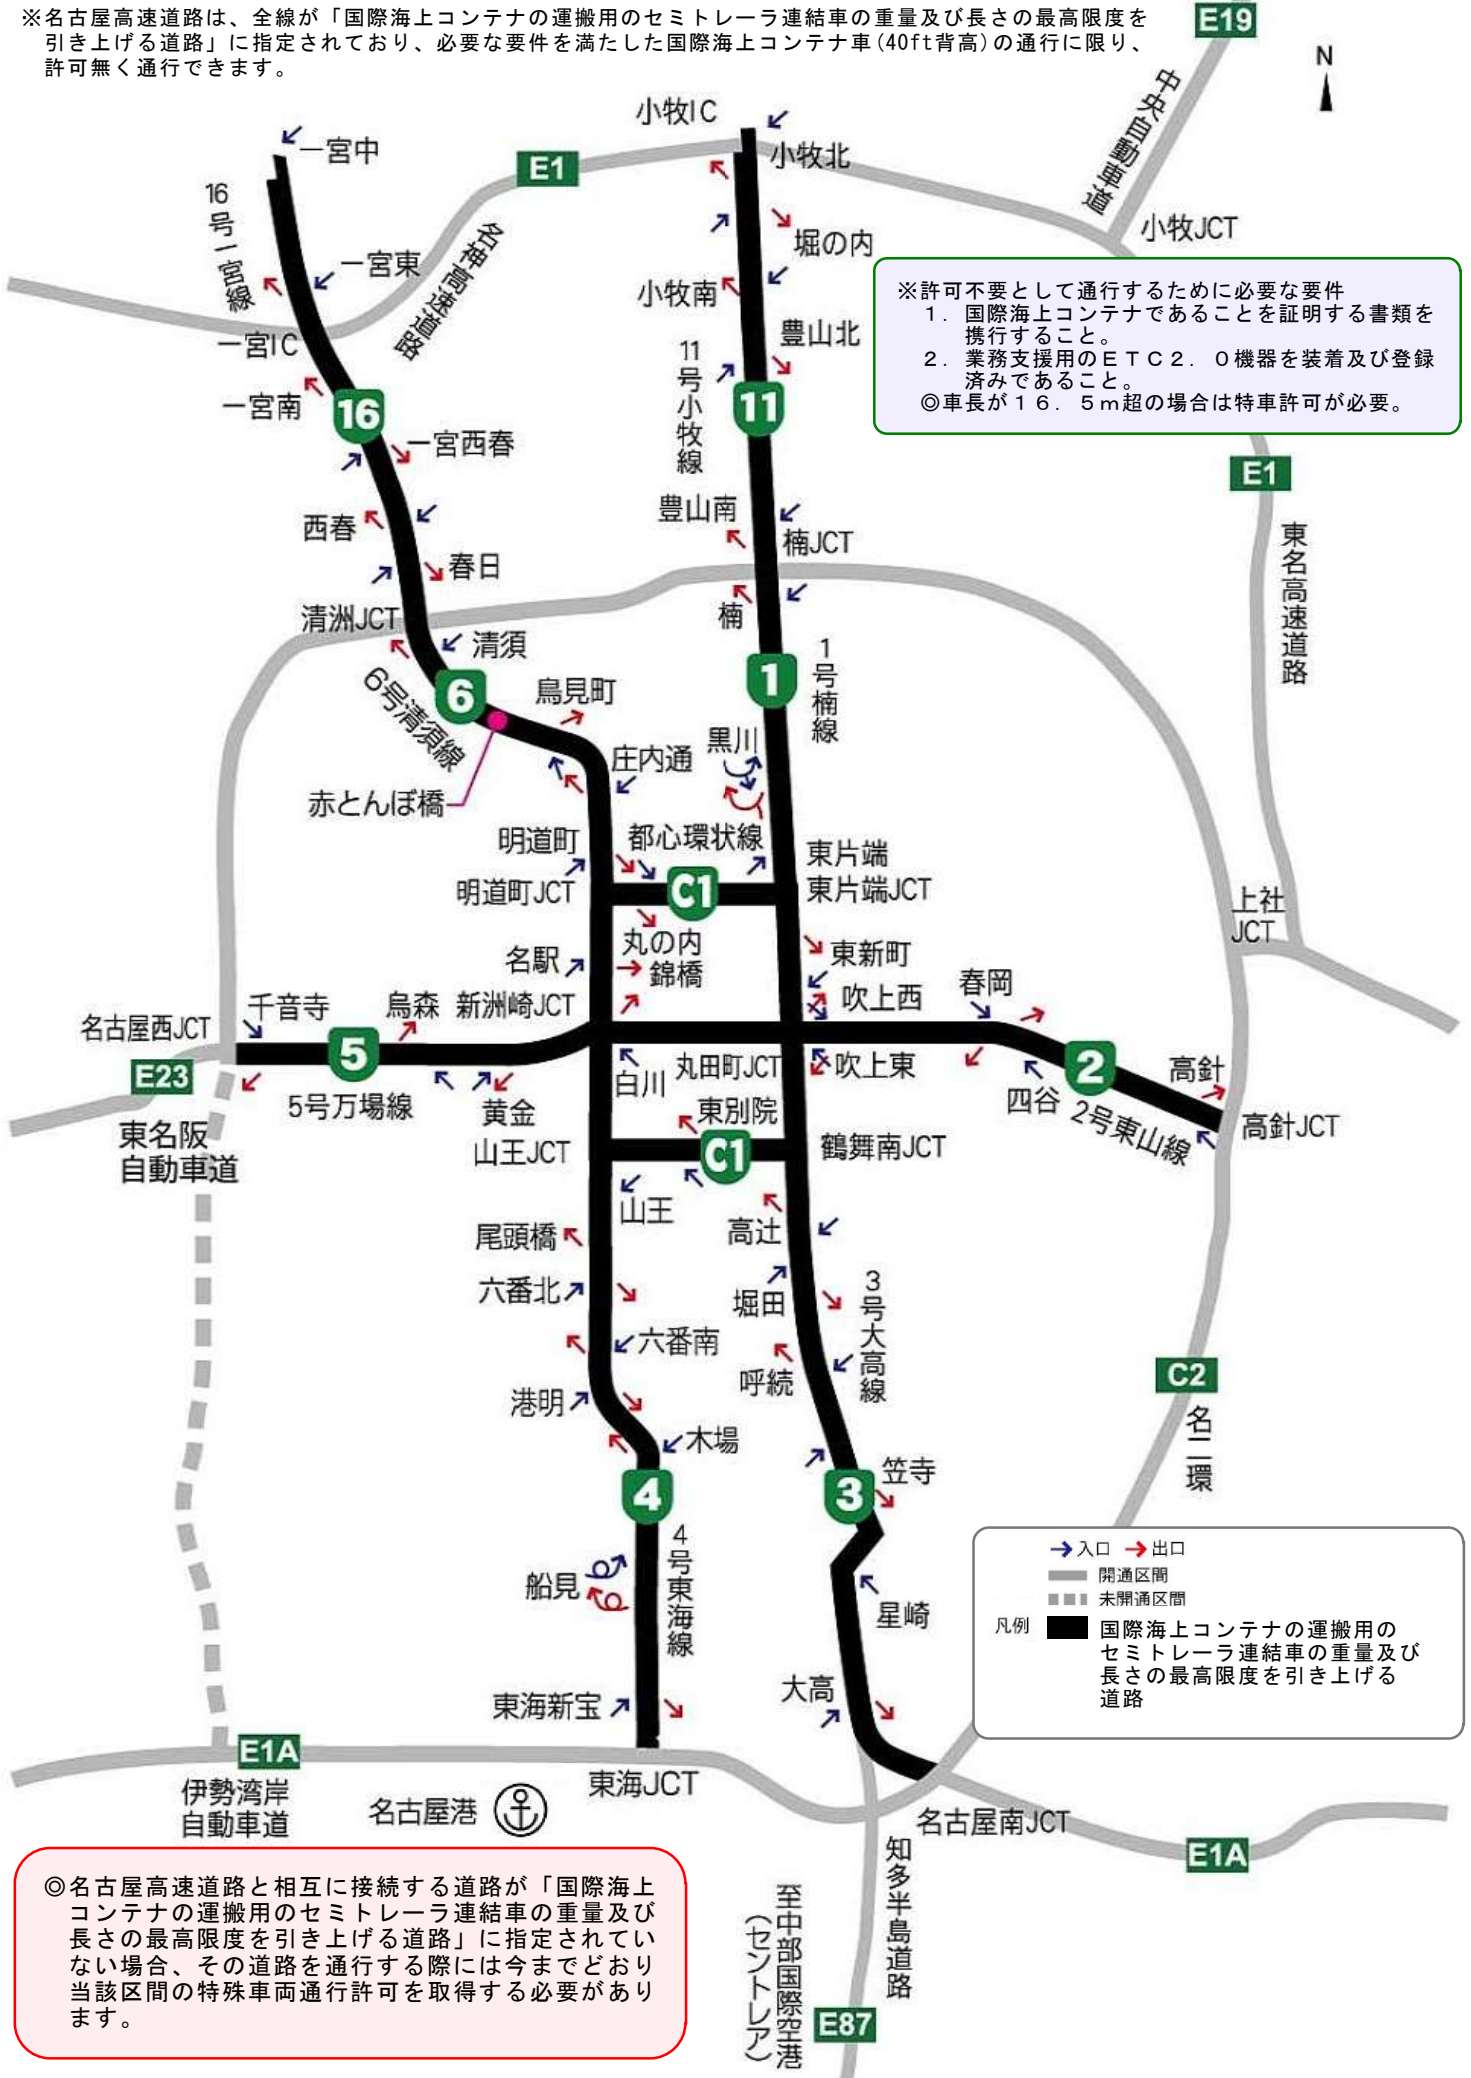 ※名古屋高速道路は、全線が「国際海上コンテナの運搬用のセミトレーラ連結車の重量及び長さの最高限度を
引き上げる道路」に指定されており、必要な要件を満たした国際海上コンテナ車(40ft背高)の通行に限り、
許可無く通行できます。
E19
N
中央自動車道
小牧IC
一宮中
E1
小牧北
16号一宮線
小牧JCT
堀の内
一宮東
名神高速道路
小牧南
※許可不要として通行するために必要な要件
1. 国際海上コンテナであることを証明する書類を
携行すること。
2. 業務支援用のETC2.0機器を装着及び登録
済みであること。
◎車長が16.5m超の場合は特車許可が必要。
豊山北
一宮IC
11号小牧線
一宮南
16
11
一宮西春
E1
豊山南
西春
東名高速道路
楠JCT
春日
楠
清洲JCT
清須
1号楠線
6
1
鳥見町
6号清須線
黒川
庄内通
赤とんぼ橋
明道町
都心環状線
東片端
明道町JCT
C1
東片端JCT
上社
JCT
丸の内
名駅
錦橋
東新町
春岡
千音寺
烏森
新洲崎JCT
吹上西
名古屋西JCT
5
2
E23
白川
丸田町JCT
吹上東
高針
5号万場線
黄金
東別院
四谷
2号東山線
高針JCT
東名阪
自動車道
山王JCT
C1
鶴舞南JCT
山王
高辻
尾頭橋
六番北
堀田
3号大高線
六番南
呼続
C2
港明
名二環
木場
笠寺
4
3
4号東海線
船見
星崎
→入口 →出口
開通区間
未開通区間
凡例
国際海上コンテナの運搬用の
セミトレーラ連結車の重量及び
長さの最高限度を引き上げる
道路
東海新宝
大高
E1A
東海JCT
伊勢湾岸
自動車道
名古屋港
名古屋南JCT
E1A
知多半島道路
◎名古屋高速道路と相互に接続する道路が「国際海上
コンテナの運搬用のセミトレーラ連結車の重量及び
長さの最高限度を引き上げる道路」に指定されてい
ない場合、その道路を通行する際には今までどおり
当該区間の特殊車両通行許可を取得する必要があり
ます。
至中部国際空港
(セントレア)
E87